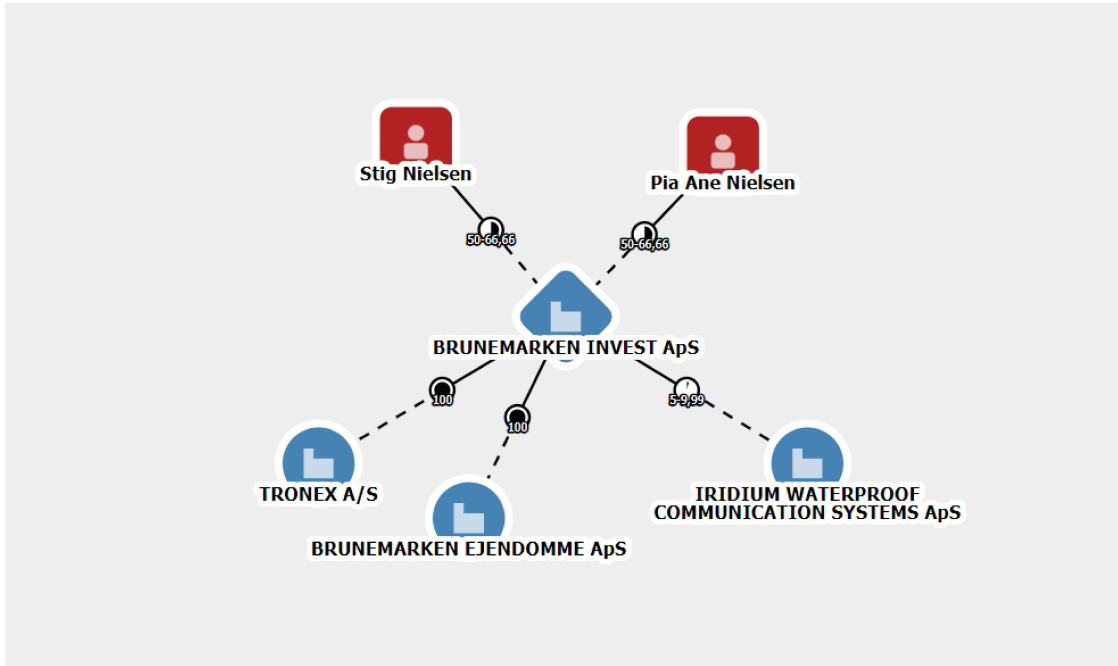 Stig Nielsen
Pia Ane Nielsen
50-66,66
50-66,66
BRUNEMARKEN INVEST ApS
100
100
5-9,99
TRONEX A/S
BRUNEMARKEN EJENDOMME ApS
IRIDIUM WATERPROOF
COMMUNICATION SYSTEMS ApS